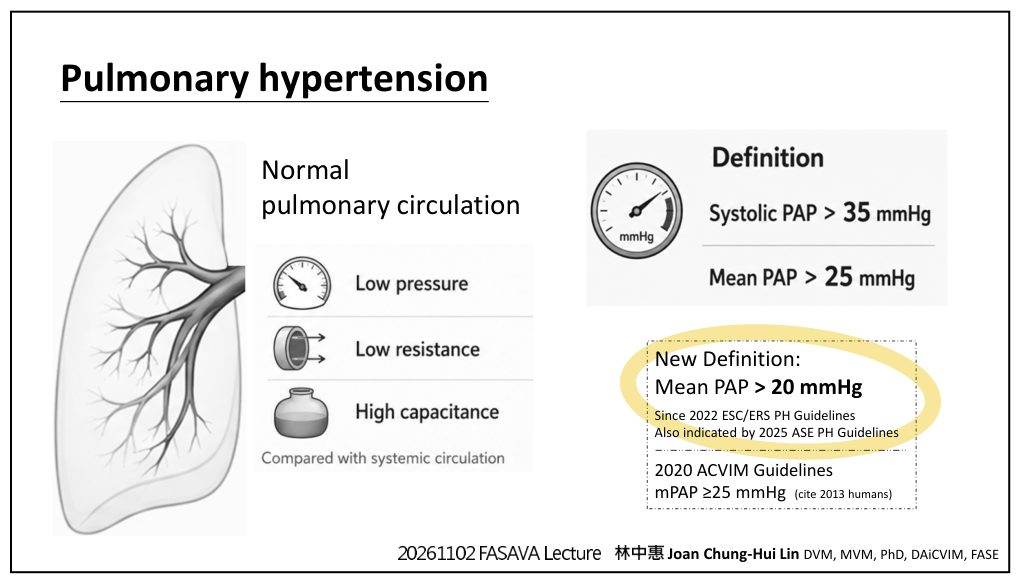 Pulmonary hypertension
Normal
pulmonary circulation
Low pressure
Low resistance
High capacitance
Compared with systemic circulation
Definition
mmHg
Systolic PAP > 35 mmHg
Mean PAP > 25 mmHg
New Definition:
Mean PAP > 20 mmHg
Since 2022 ESC/ERS PH Guidelines
Also indicated by 2025 ASE PH Guidelines
2020 ACVIM Guidelines
mPAP ≥25 mmHg (cite 2013 humans)
20261102 FASAVA Lecture 林中惠 Joan Chung-Hui Lin DVM, MVM, PhD, DAiCVIM, FASE